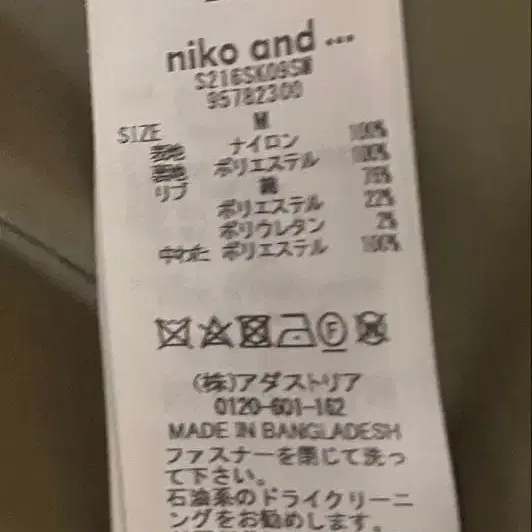 niko and ...
S216SK09SM
95782300
SIZE M
表地 ナイロン 100%
裏地 ポリエステル 100%
リブ 綿 76%
ポリエステル 22%
ポリウレタン 2%
中わた ポリエステル 100%
F
(株)アダストリア
0120-601-162
MADE IN BANGLADESH
ファスナーを閉じて洗っ
て下さい。
石油系のドライクリーニ
ングをお勧めします。